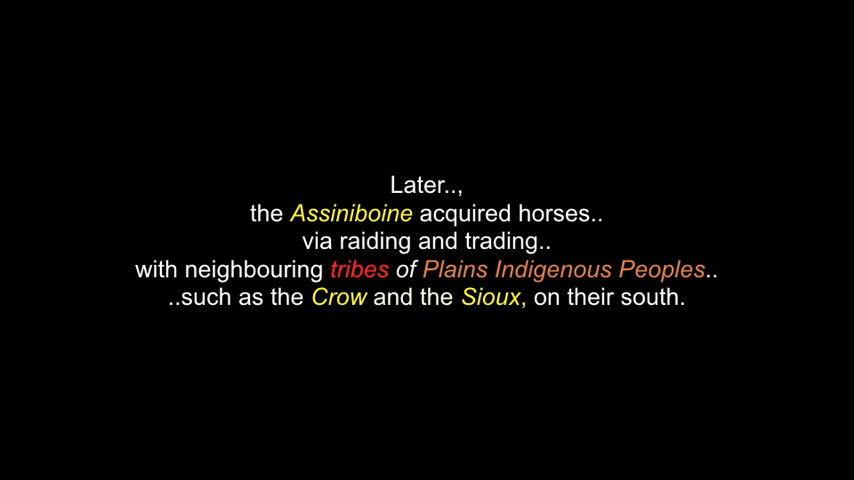 Later..,
the Assiniboine acquired horses..
via raiding and trading..
with neighbouring tribes of Plains Indigenous Peoples..
..such as the Crow and the Sioux, on their south.